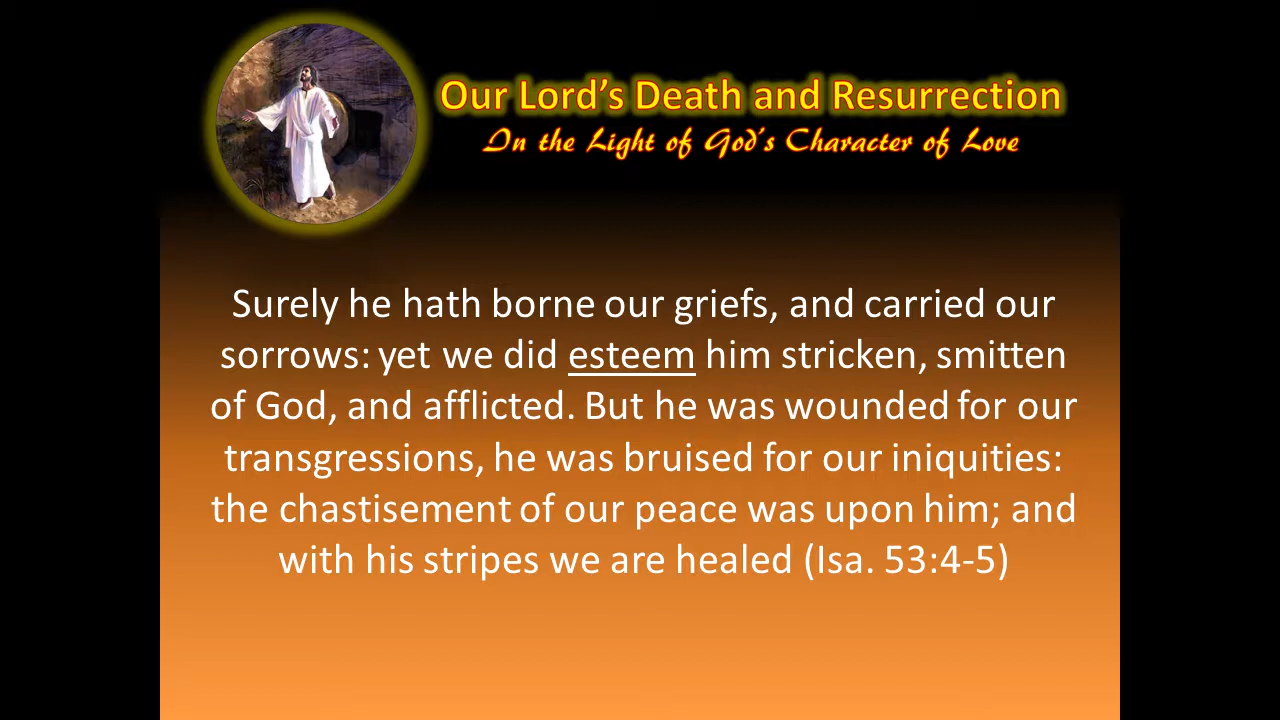 Our Lord’s Death and Resurrection
In the Light of God’s Character of Love
Surely he hath borne our griefs, and carried our
sorrows: yet we did esteem him stricken, smitten
of God, and afflicted. But he was wounded for our
transgressions, he was bruised for our iniquities:
the chastisement of our peace was upon him; and
with his stripes we are healed (Isa. 53:4-5)